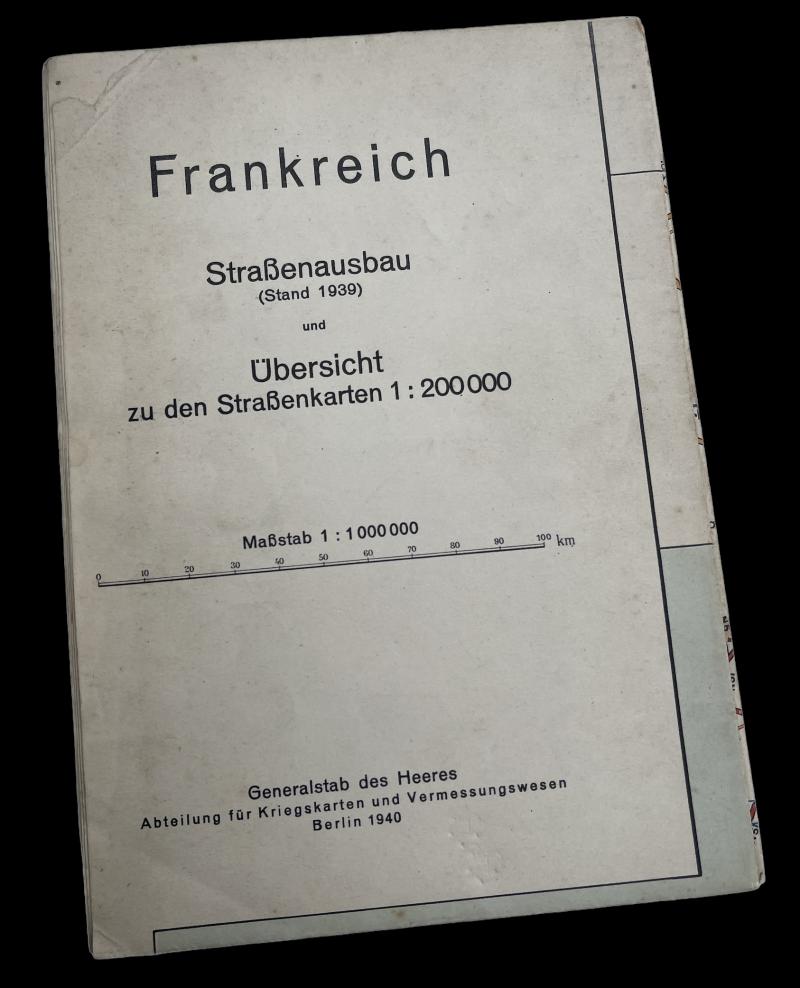 Frankreich
Straßenausbau
(Stand 1939)
und
Übersicht
zu den Straßenkarten 1 : 200 000
Maßstab 1 : 1 000 000
0 10 20 30 40 50 60 70 80 90 100 km
Generalstab des Heeres
Abteilung für Kriegskarten und Vermessungswesen
Berlin 1940